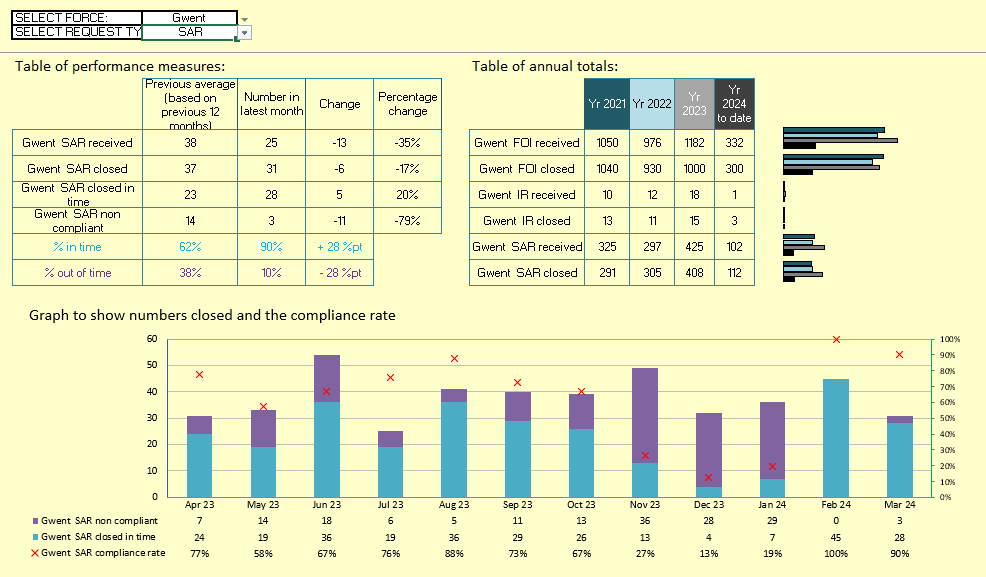 SELECT FORCE: Gwent
SELECT REQUEST TY SAR
Table of performance measures:
Previous average (based on previous 12 months) Number in latest month Change Percentage change
Gwent SAR received 38 25 -13 -35%
Gwent SAR closed 37 31 -6 -17%
Gwent SAR closed in time 23 28 5 20%
Gwent SAR non compliant 14 3 -11 -79%
% in time 62% 90% + 28 %pt
% out of time 38% 10% - 28 %pt
Table of annual totals:
Yr 2021 Yr 2022 Yr 2023 Yr 2024 to date
Gwent FOI received 1050 976 1182 332
Gwent FOI closed 1040 930 1000 300
Gwent IR received 10 12 18 1
Gwent IR closed 13 11 15 3
Gwent SAR received 325 297 425 102
Gwent SAR closed 291 305 408 112
Graph to show numbers closed and the compliance rate
60 100%
90%
50 80%
40 70%
60%
30 50%
20 40%
30%
10 20%
10%
0 0%
Apr 23 May 23 Jun 23 Jul 23 Aug 23 Sep 23 Oct 23 Nov 23 Dec 23 Jan 24 Feb 24 Mar 24
Gwent SAR non compliant 7 14 18 6 5 11 13 36 28 29 0 3
Gwent SAR closed in time 24 19 36 19 36 29 26 13 4 7 45 28
Gwent SAR compliance rate 77% 58% 67% 76% 88% 73% 67% 27% 13% 19% 100% 90%